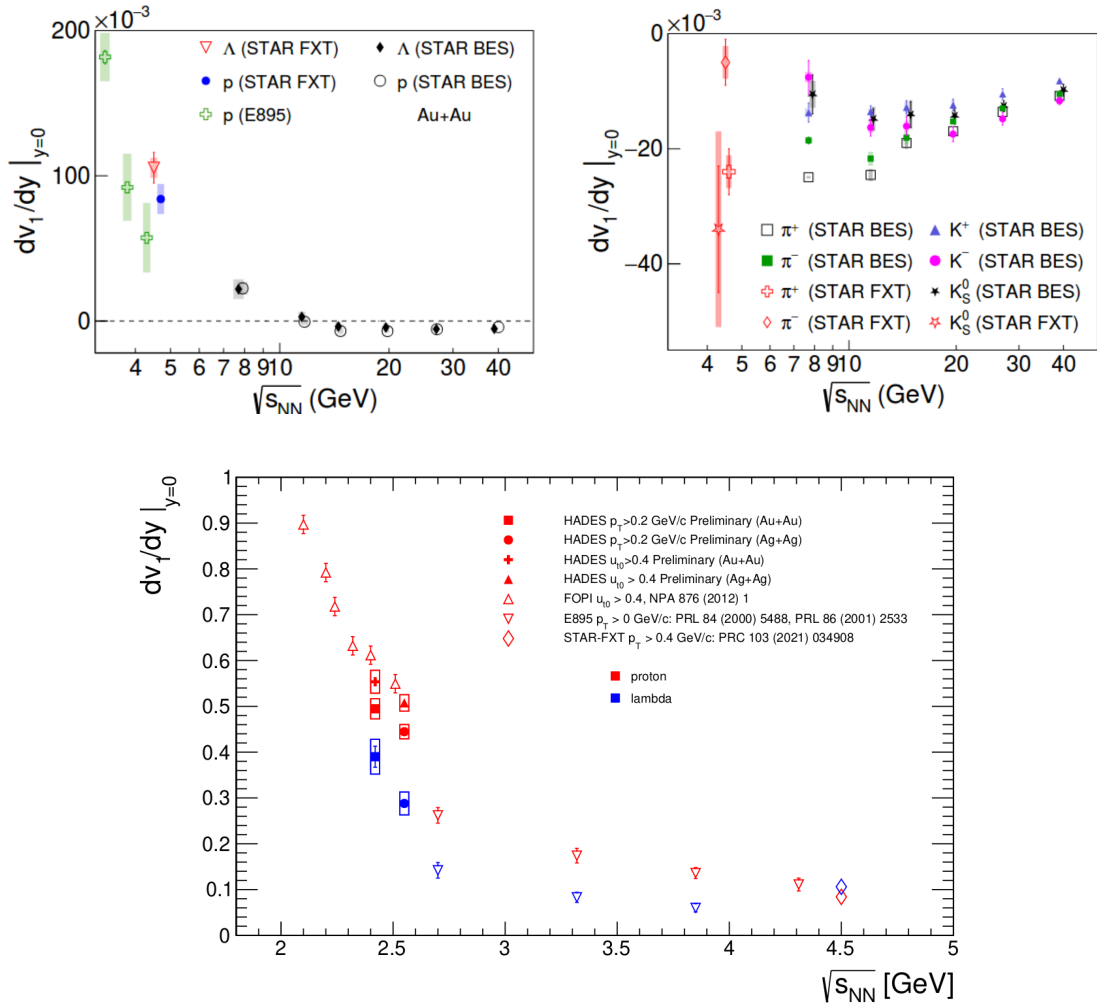 ×10⁻³
200
100
0
dv₁/dy |y=0
Λ (STAR FXT)
Λ (STAR BES)
p (STAR FXT)
p (STAR BES)
p (E895)
Au+Au
4 5 6 7 8 9 10 20 30 40
√sNN (GeV)
×10⁻³
0
−20
−40
dv₁/dy |y=0
π⁺ (STAR BES)
K⁺ (STAR BES)
π⁻ (STAR BES)
K⁻ (STAR BES)
π⁺ (STAR FXT)
K⁰S (STAR BES)
π⁻ (STAR FXT)
K⁰S (STAR FXT)
4 5 6 7 8 9 10 20 30 40
√sNN (GeV)
dv₁/dy |y=0
1
0.9
0.8
0.7
0.6
0.5
0.4
0.3
0.2
0.1
0
HADES pT>0.2 GeV/c Preliminary (Au+Au)
HADES pT>0.2 GeV/c Preliminary (Ag+Ag)
HADES ut0>0.4 Preliminary (Au+Au)
HADES ut0 > 0.4 Preliminary (Ag+Ag)
FOPI ut0 > 0.4, NPA 876 (2012) 1
E895 pT > 0 GeV/c: PRL 84 (2000) 5488, PRL 86 (2001) 2533
STAR-FXT pT > 0.4 GeV/c: PRC 103 (2021) 034908
proton
lambda
2 2.5 3 3.5 4 4.5 5
√sNN [GeV]